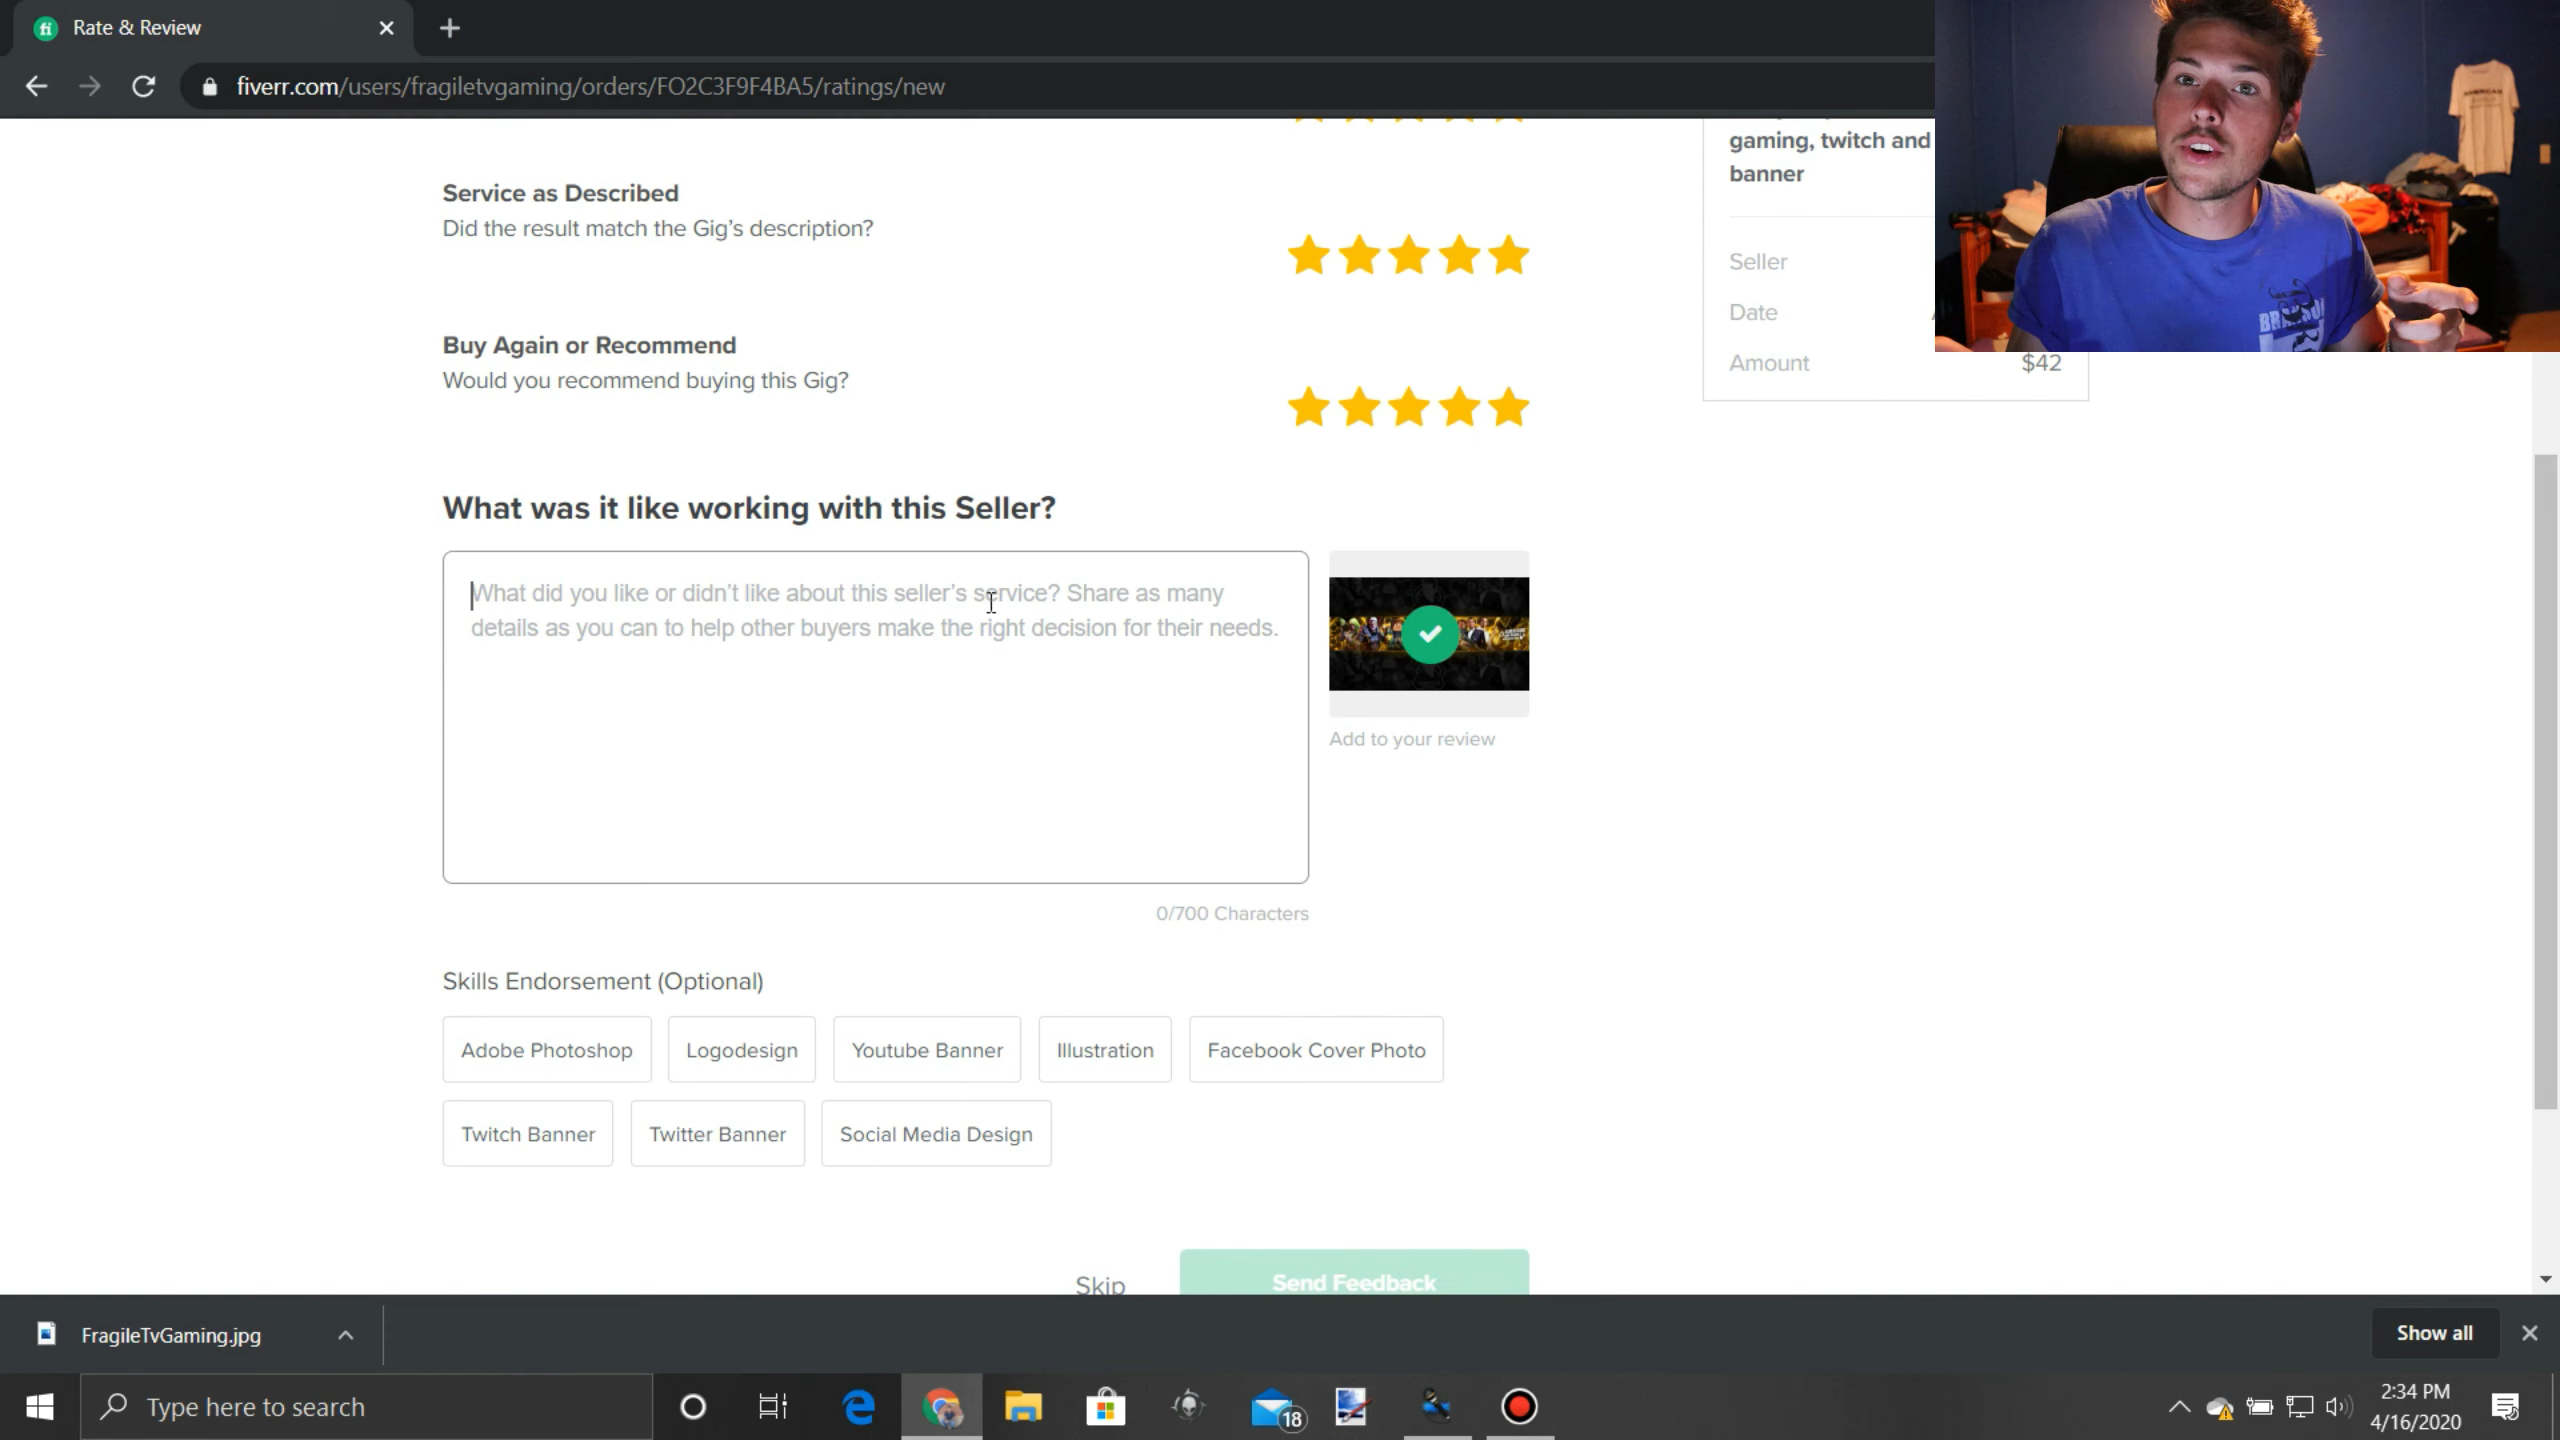 Rate & Review
fiverr.com/users/fragiletvgaming/orders/FO2C3F9F4BA5/ratings/new
gaming, twitch and
banner
Service as Described
Did the result match the Gig's description?
Seller
Date
Buy Again or Recommend
Would you recommend buying this Gig?
Amount
$42
What was it like working with this Seller?
What did you like or didn't like about this seller's service? Share as many
details as you can to help other buyers make the right decision for their needs.
Add to your review
0/700 Characters
Skills Endorsement (Optional)
Adobe Photoshop
Logodesign
Youtube Banner
Illustration
Facebook Cover Photo
Twitch Banner
Twitter Banner
Social Media Design
Skip
Send Feedback
FragileTvGaming.jpg
Show all
Type here to search
18
2:34 PM
4/16/2020